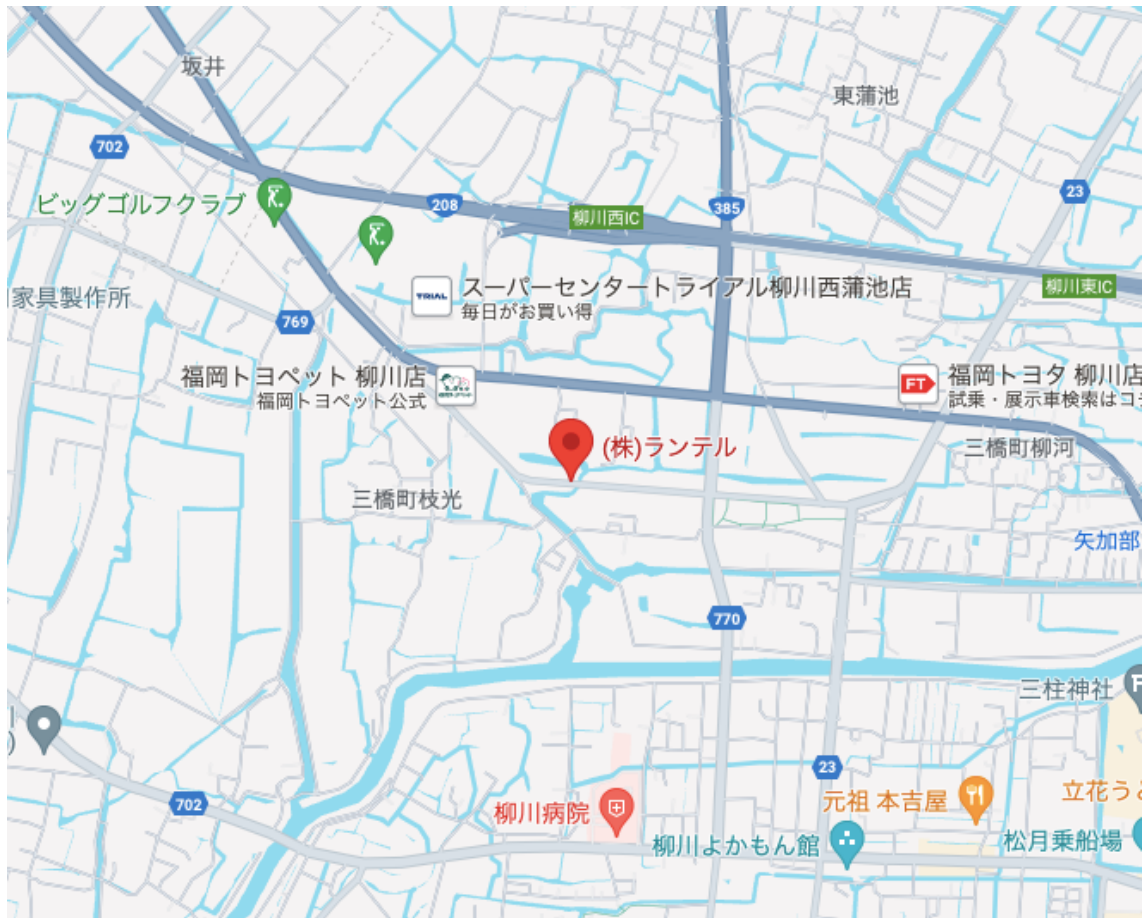 坂井
東蒲池
702
23
ビッグゴルフクラブ
208
柳川西IC
385
家具製作所
TRIAL
スーパーセンタートライアル柳川西蒲池店
毎日がお買い得
柳川東IC
769
福岡トヨペット 柳川店
福岡トヨペット公式
FT
福岡トヨタ 柳川店
試乗・展示車検索はコ
(株)ランテル
三橋町柳河
三橋町枝光
矢加部
770
三柱神社
23
702
柳川病院
元祖 本吉屋
立花う
柳川よかもん館
松月乗船場